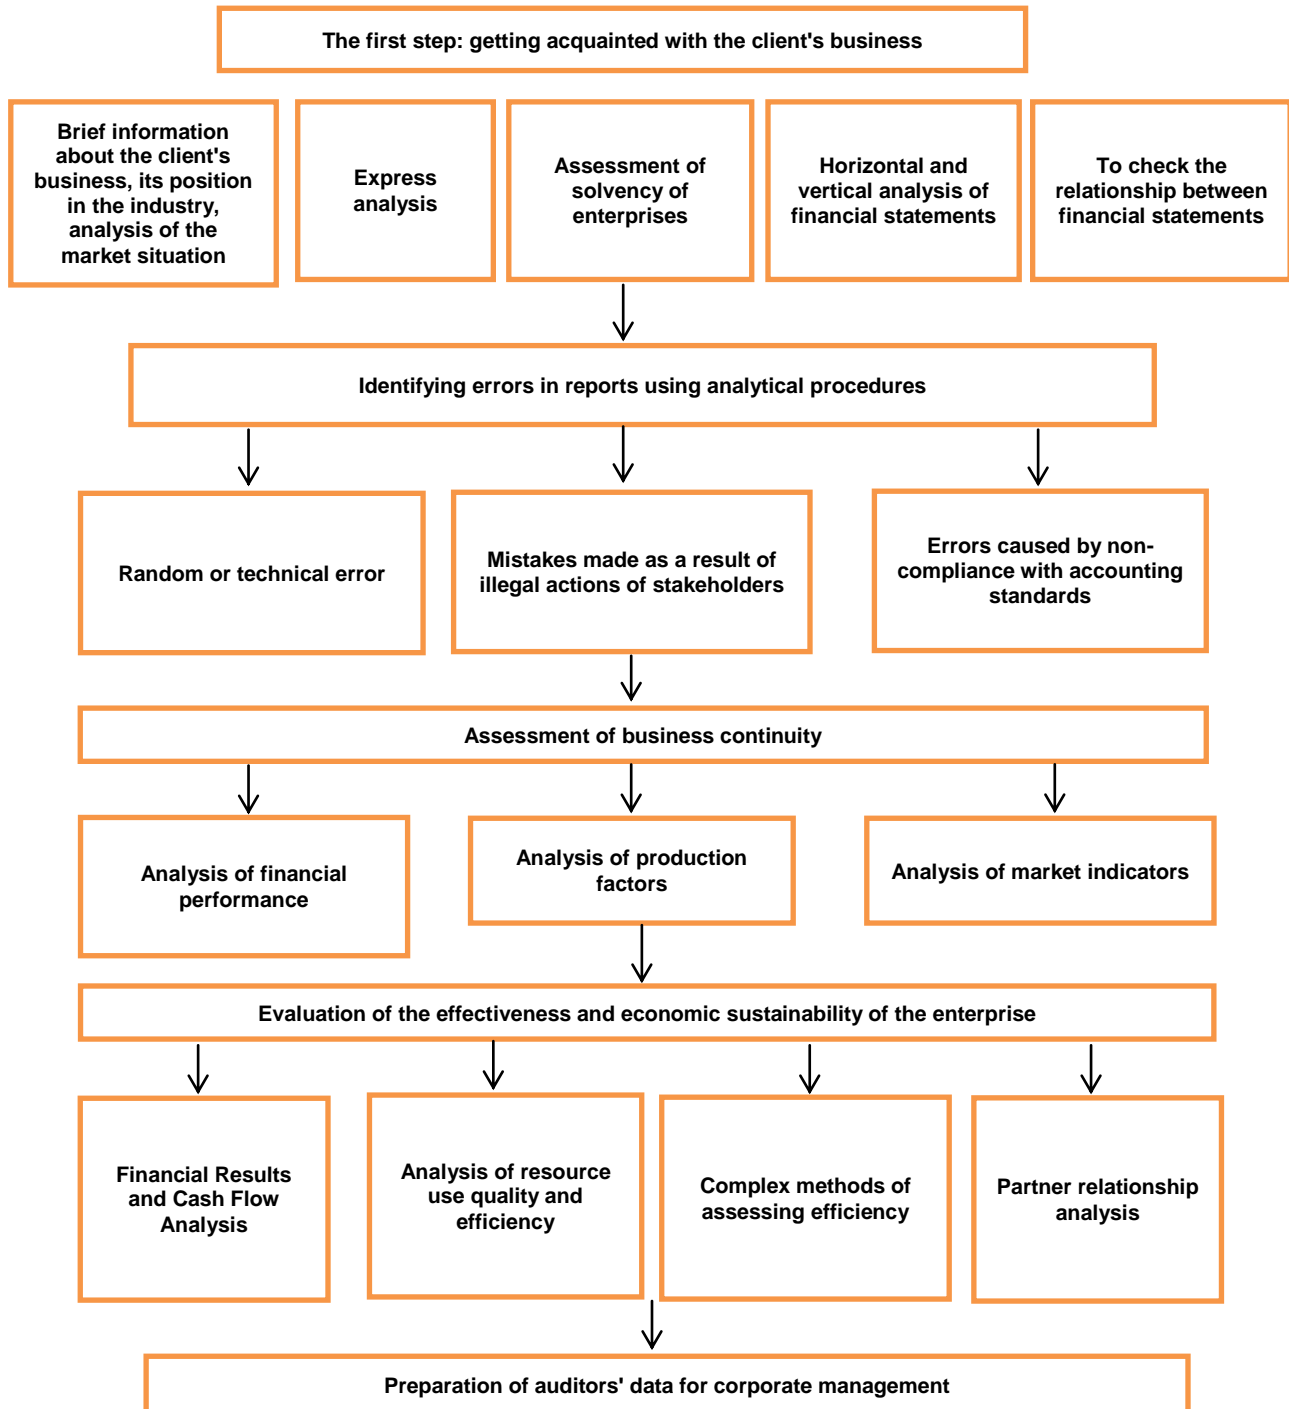 The first step: getting acquainted with the client's business
Brief information
about the client's
business, its position
in the industry,
analysis of the
market situation
Express
analysis
Assessment of
solvency of
enterprises
Horizontal and
vertical analysis of
financial statements
To check the
relationship between
financial statements
Identifying errors in reports using analytical procedures
Random or technical error
Mistakes made as a result of
illegal actions of stakeholders
Errors caused by non-
compliance with accounting
standards
Assessment of business continuity
Analysis of financial
performance
Analysis of production
factors
Analysis of market indicators
Evaluation of the effectiveness and economic sustainability of the enterprise
Financial Results
and Cash Flow
Analysis
Analysis of resource
use quality and
efficiency
Complex methods of
assessing efficiency
Partner relationship
analysis
Preparation of auditors' data for corporate management